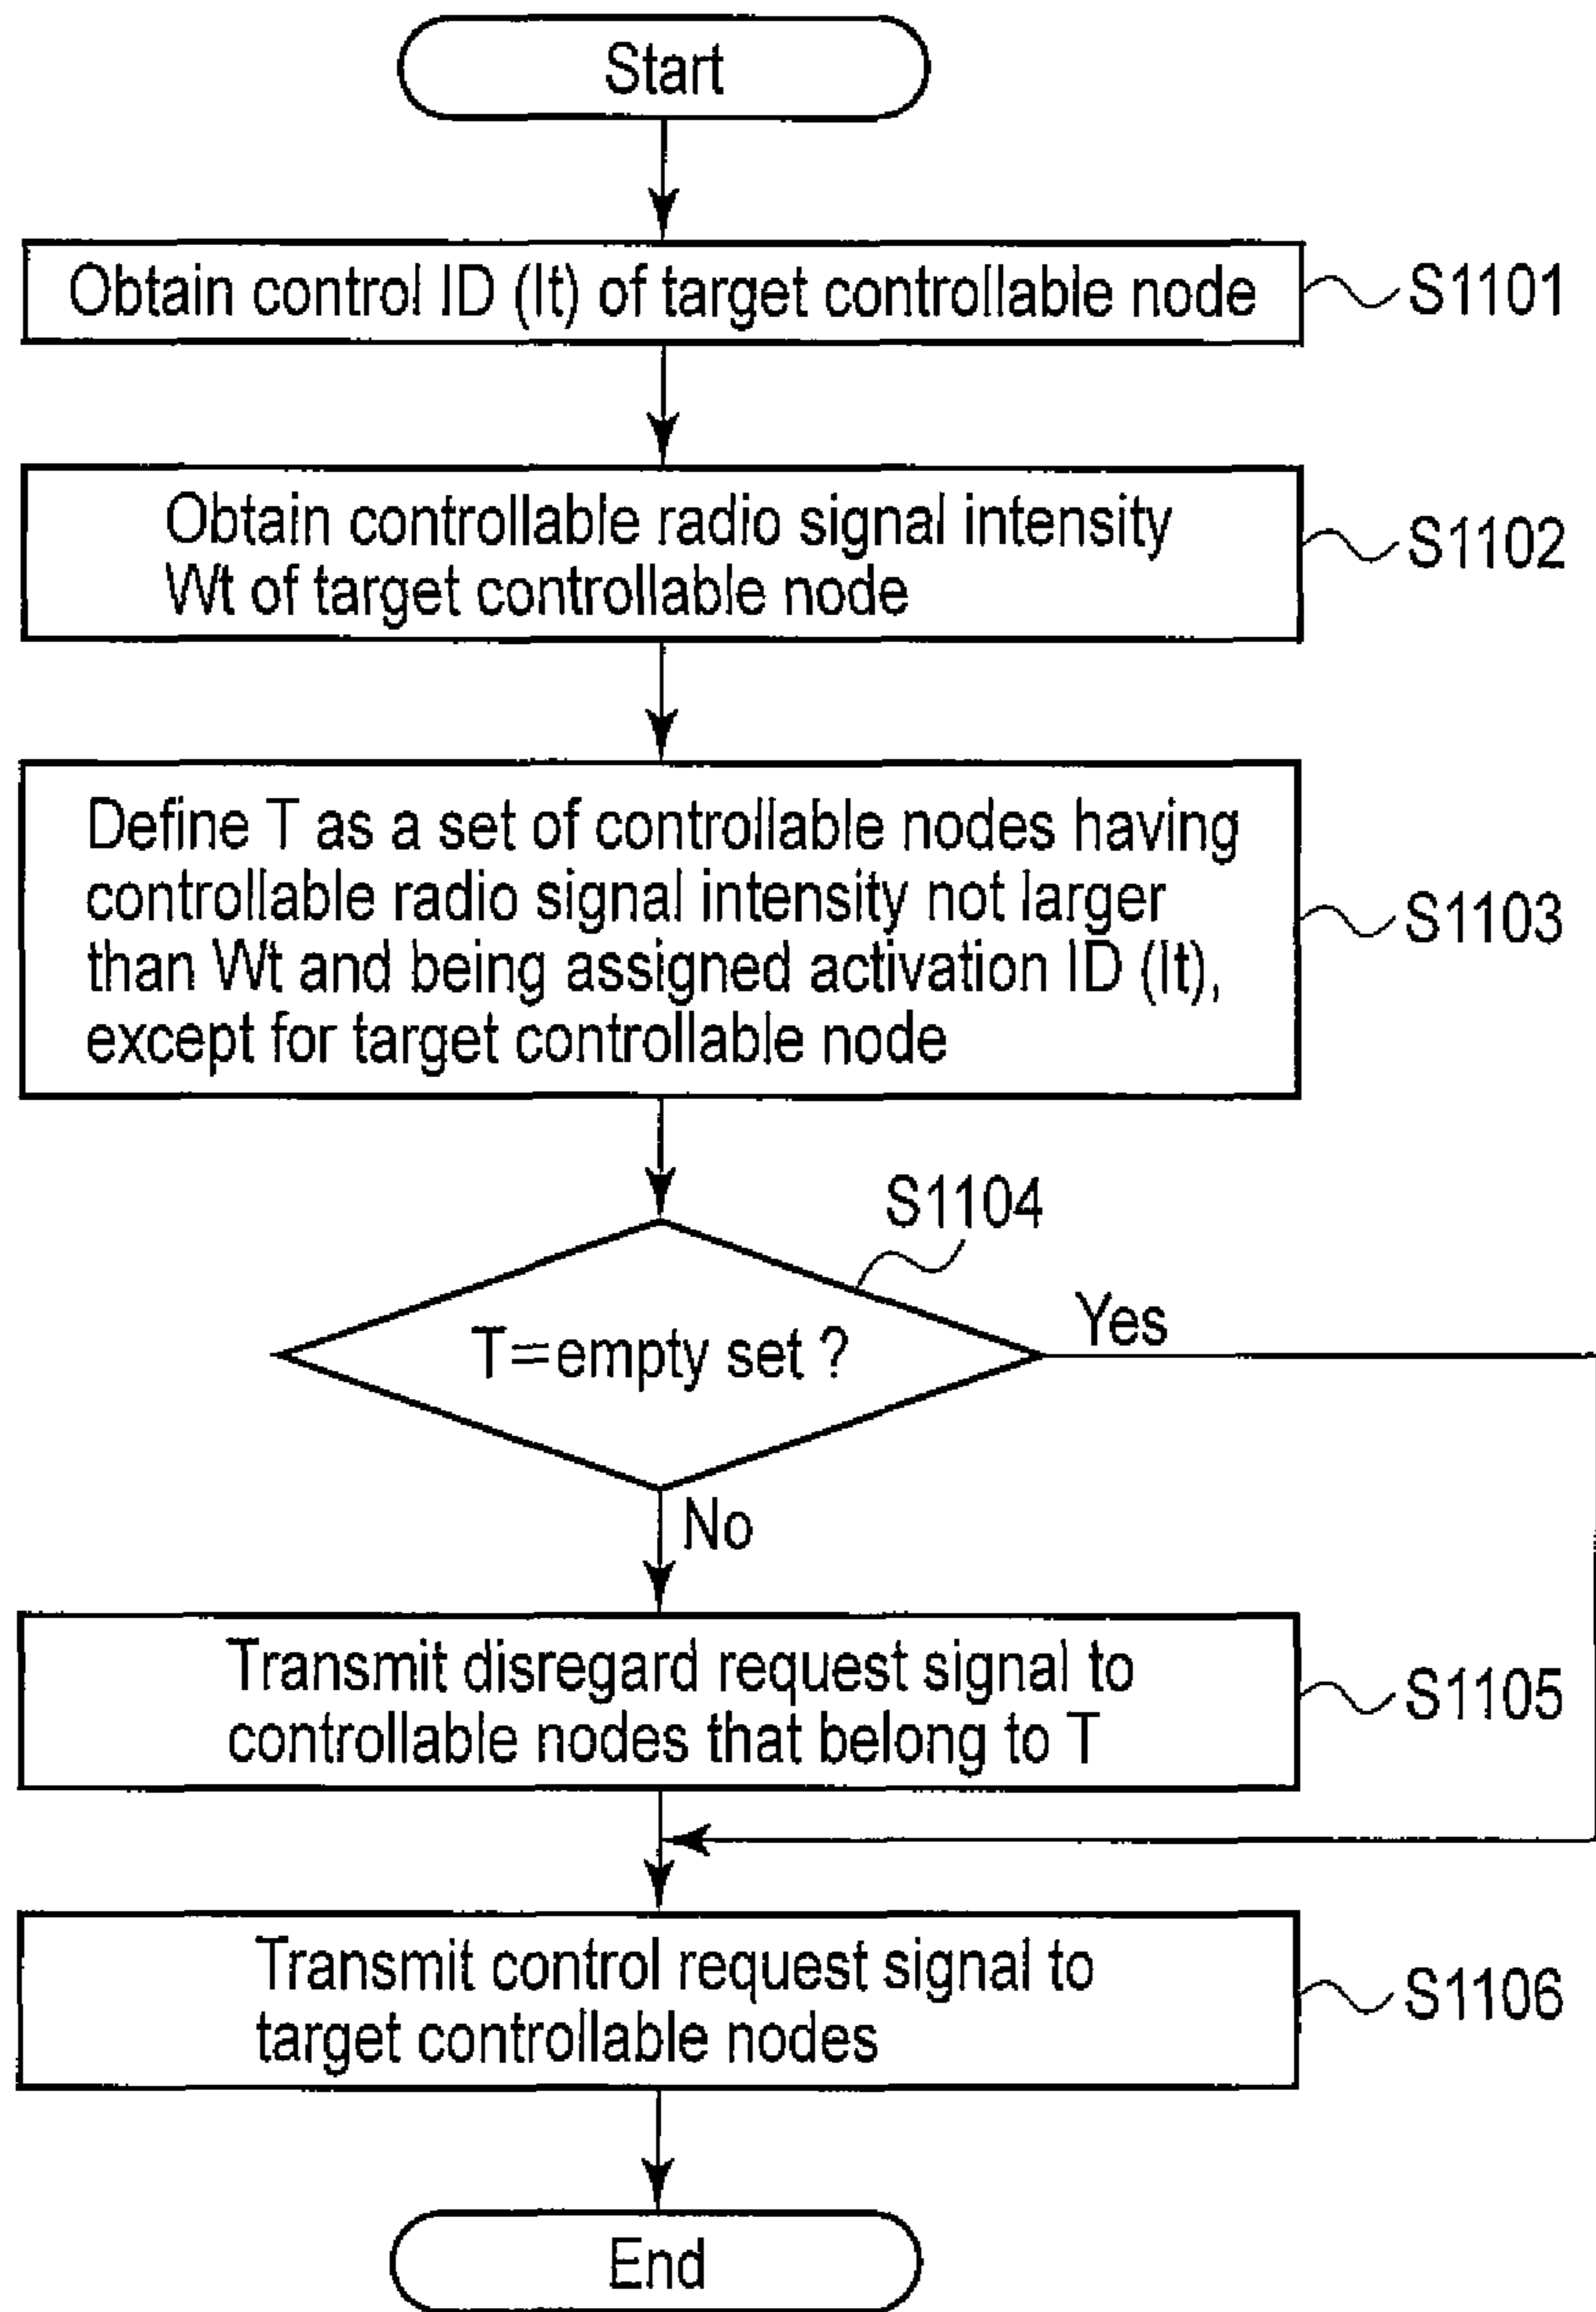 Start
Obtain control ID (It) of target controllable node
S1101
Obtain controllable radio signal intensity
Wt of target controllable node
S1102
Define T as a set of controllable nodes having
controllable radio signal intensity not larger
than Wt and being assigned activation ID (It),
except for target controllable node
S1103
S1104
T=empty set ?
Yes
No
Transmit disregard request signal to
controllable nodes that belong to T
S1105
Transmit control request signal to
target controllable nodes
S1106
End